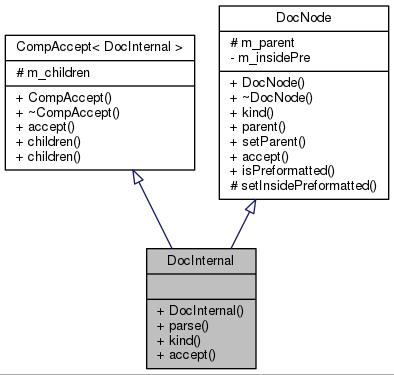 CompAccept< DocInternal >
# m_children
+ CompAccept()
+ ~CompAccept()
+ accept()
+ children()
+ children()
DocNode
# m_parent
- m_insidePre
+ DocNode()
+ ~DocNode()
+ kind()
+ parent()
+ setParent()
+ accept()
+ isPreformatted()
# setInsidePreformatted()
DocInternal
+ DocInternal()
+ parse()
+ kind()
+ accept()